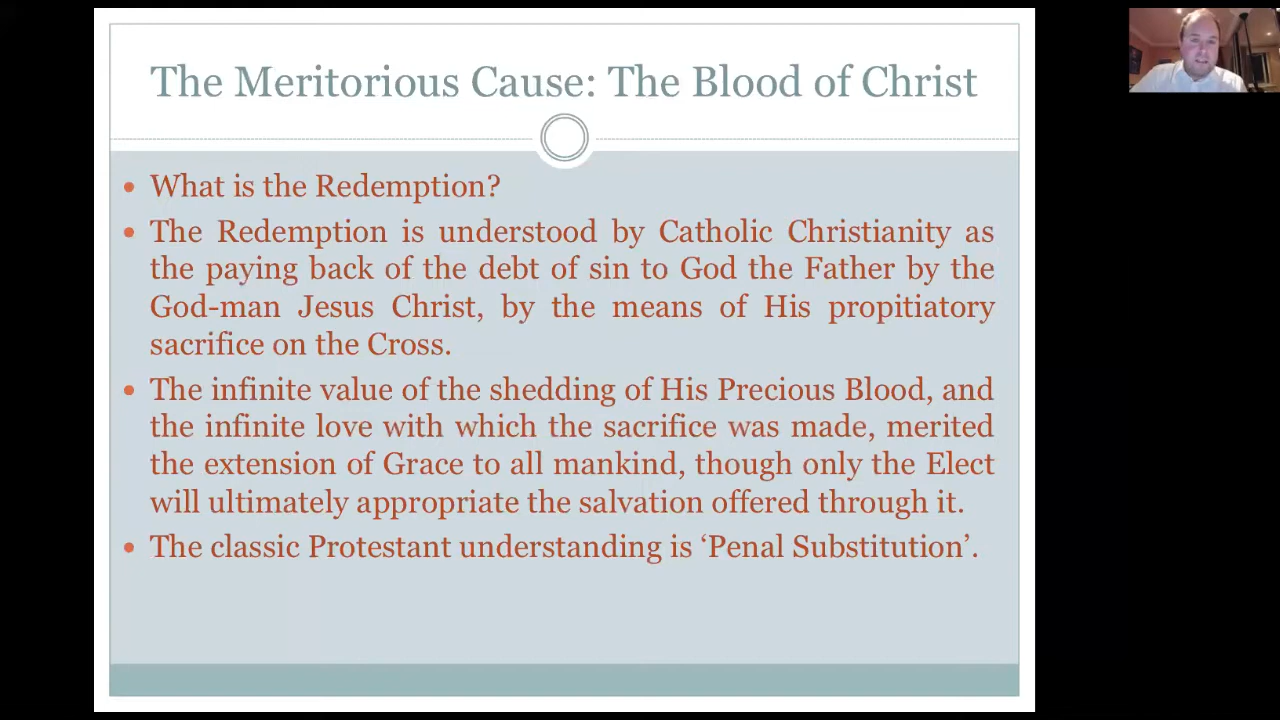 The Meritorious Cause: The Blood of Christ
• What is the Redemption?
• The Redemption is understood by Catholic Christianity as
the paying back of the debt of sin to God the Father by the
God-man Jesus Christ, by the means of His propitiatory
sacrifice on the Cross.
• The infinite value of the shedding of His Precious Blood, and
the infinite love with which the sacrifice was made, merited
the extension of Grace to all mankind, though only the Elect
will ultimately appropriate the salvation offered through it.
• The classic Protestant understanding is ‘Penal Substitution’.